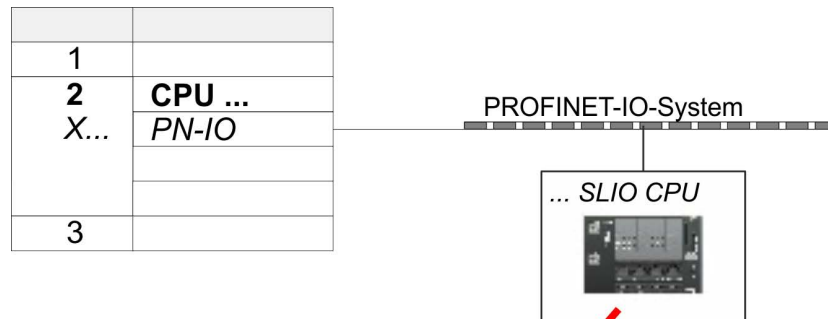 1
2 CPU ...
X... PN-IO
3
PROFINET-IO-System
... SLIO CPU